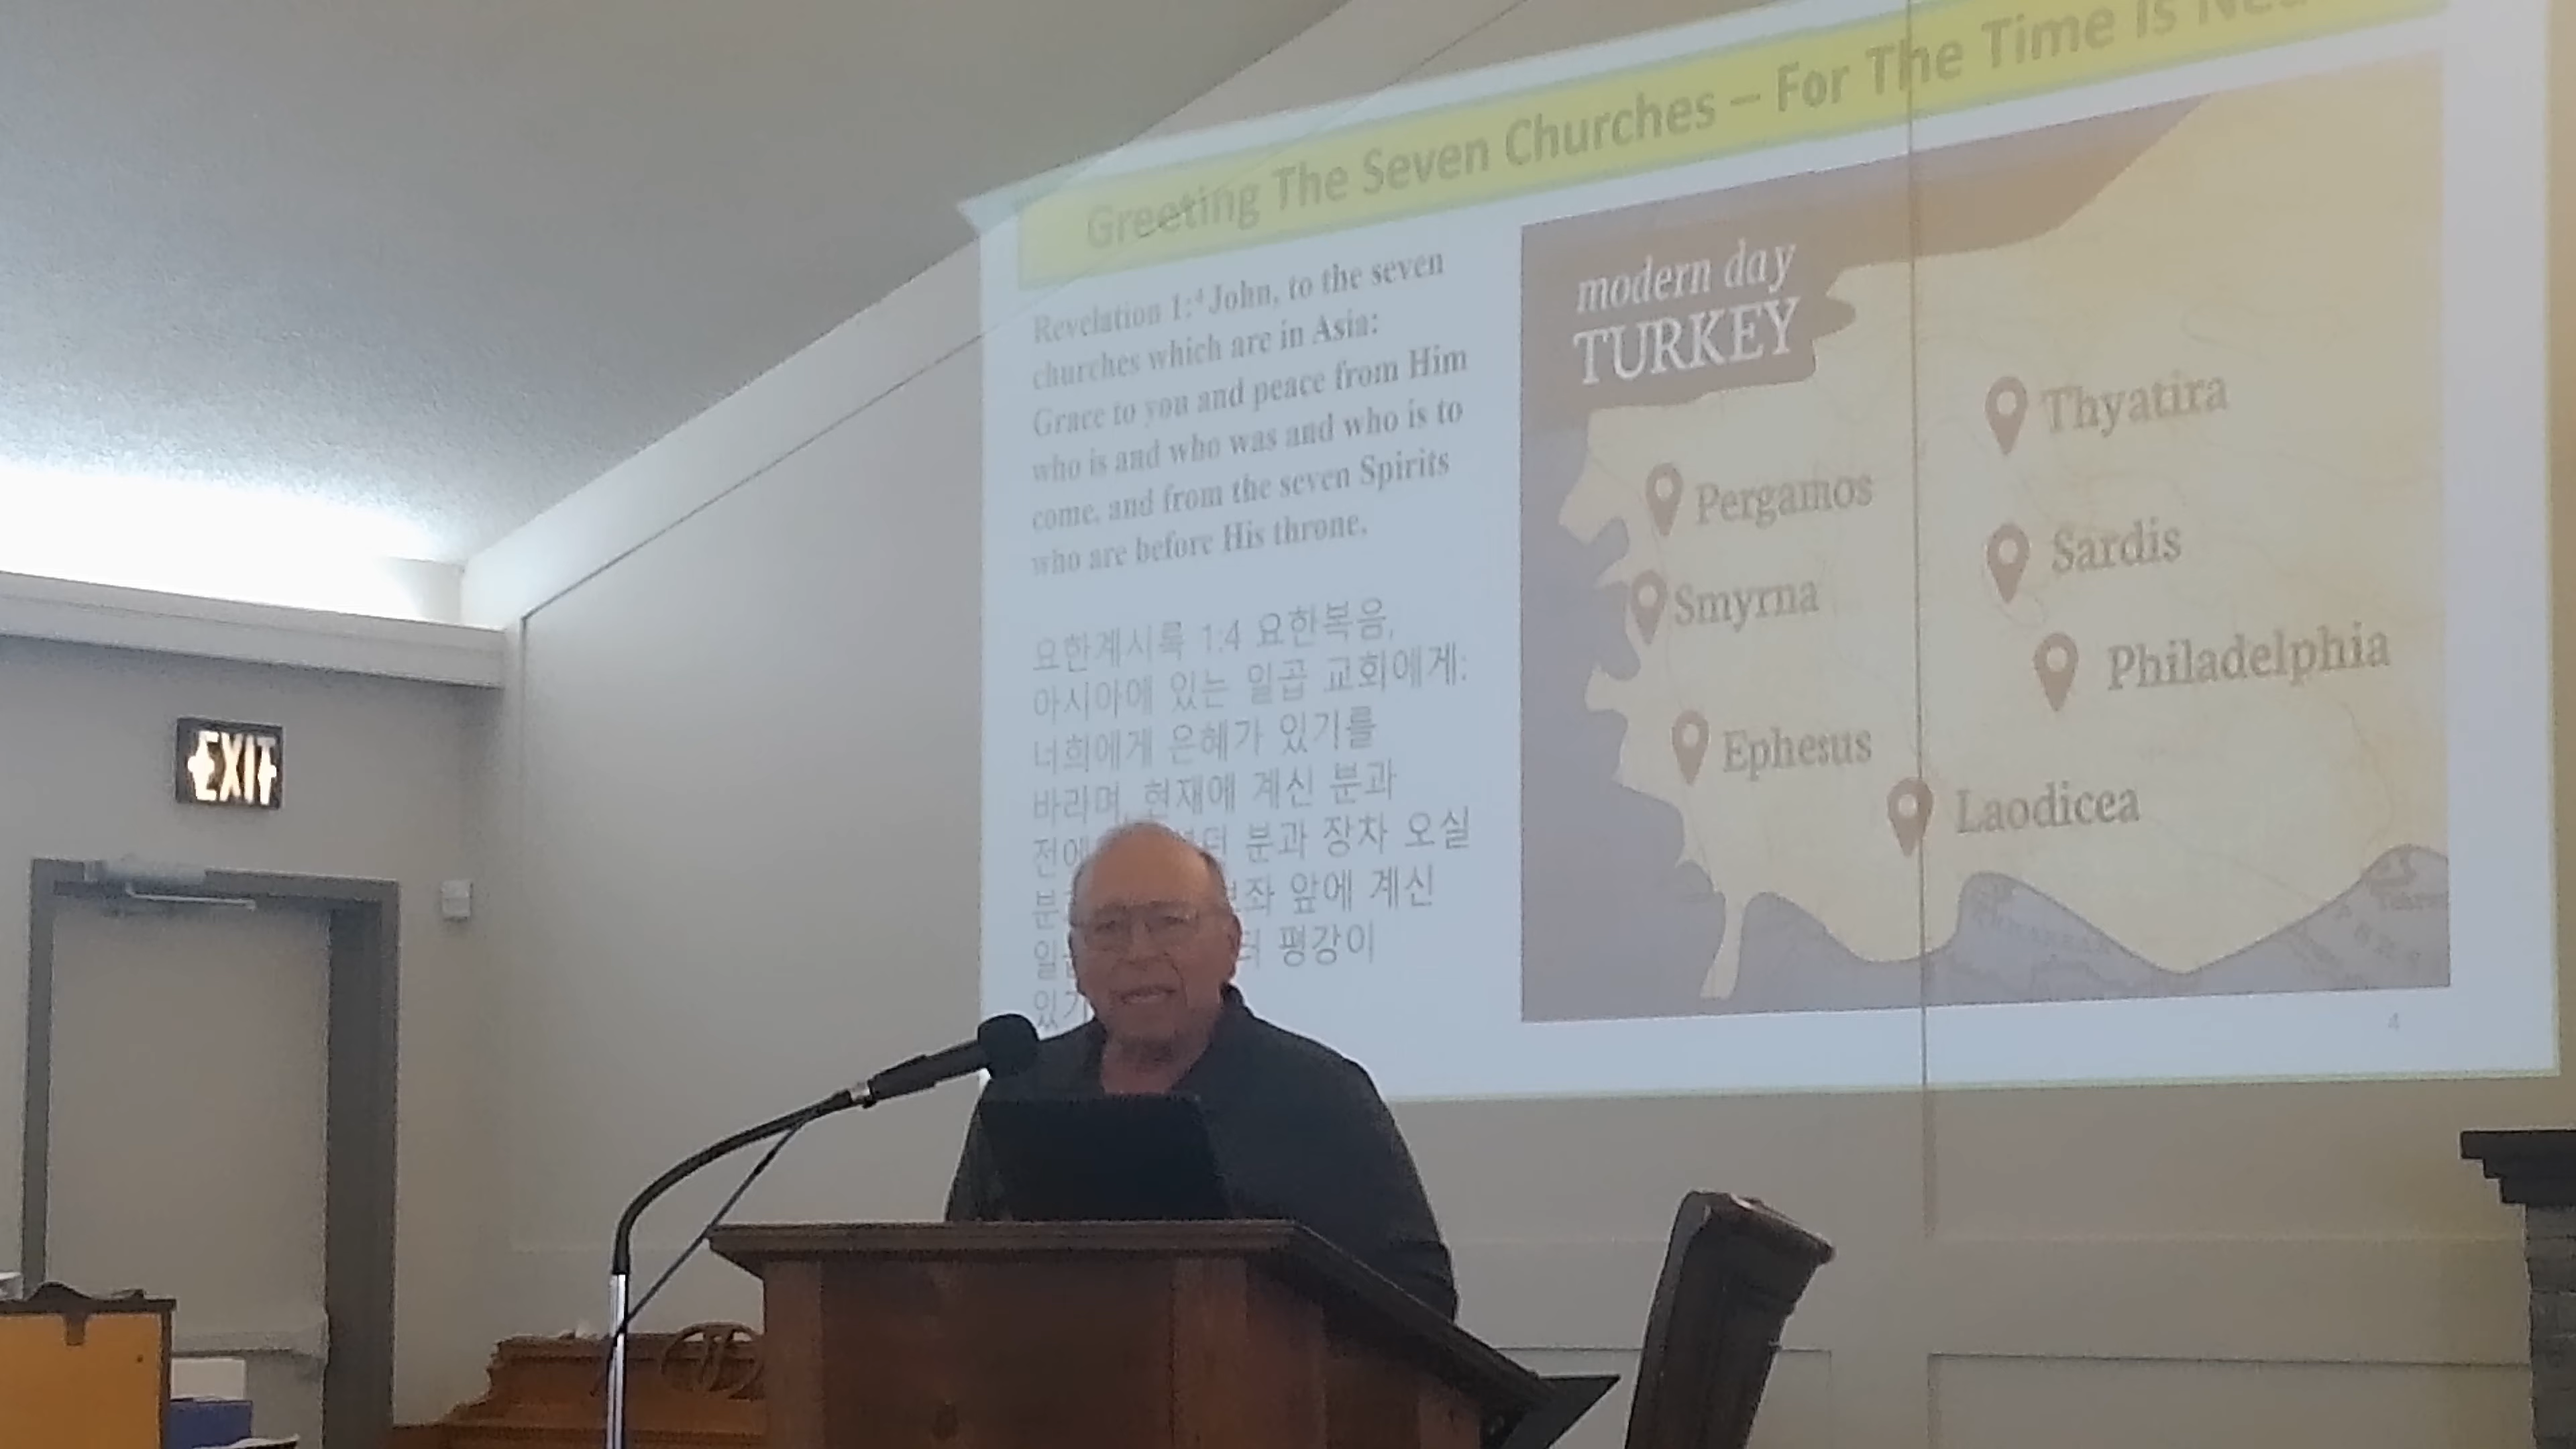 Greeting The Seven Churches – For The Time Is
Revelation 1:4 John, to the seven
churches which are in Asia:
Grace to you and peace from Him
who is and who was and who is to
come, and from the seven Spirits
who are before His throne,
요한계시록 1:4 요한복음,
아시아에 있는 일곱 교회에게:
너희에게 은혜가 있기를
바라며, 현재에 계신 분과
분과 장차 오실
앞에 계신
평강이
modern day
TURKEY
Thyatira
Pergamos
Sardis
Smyrna
Philadelphia
Ephesus
Laodicea
4
EXIT